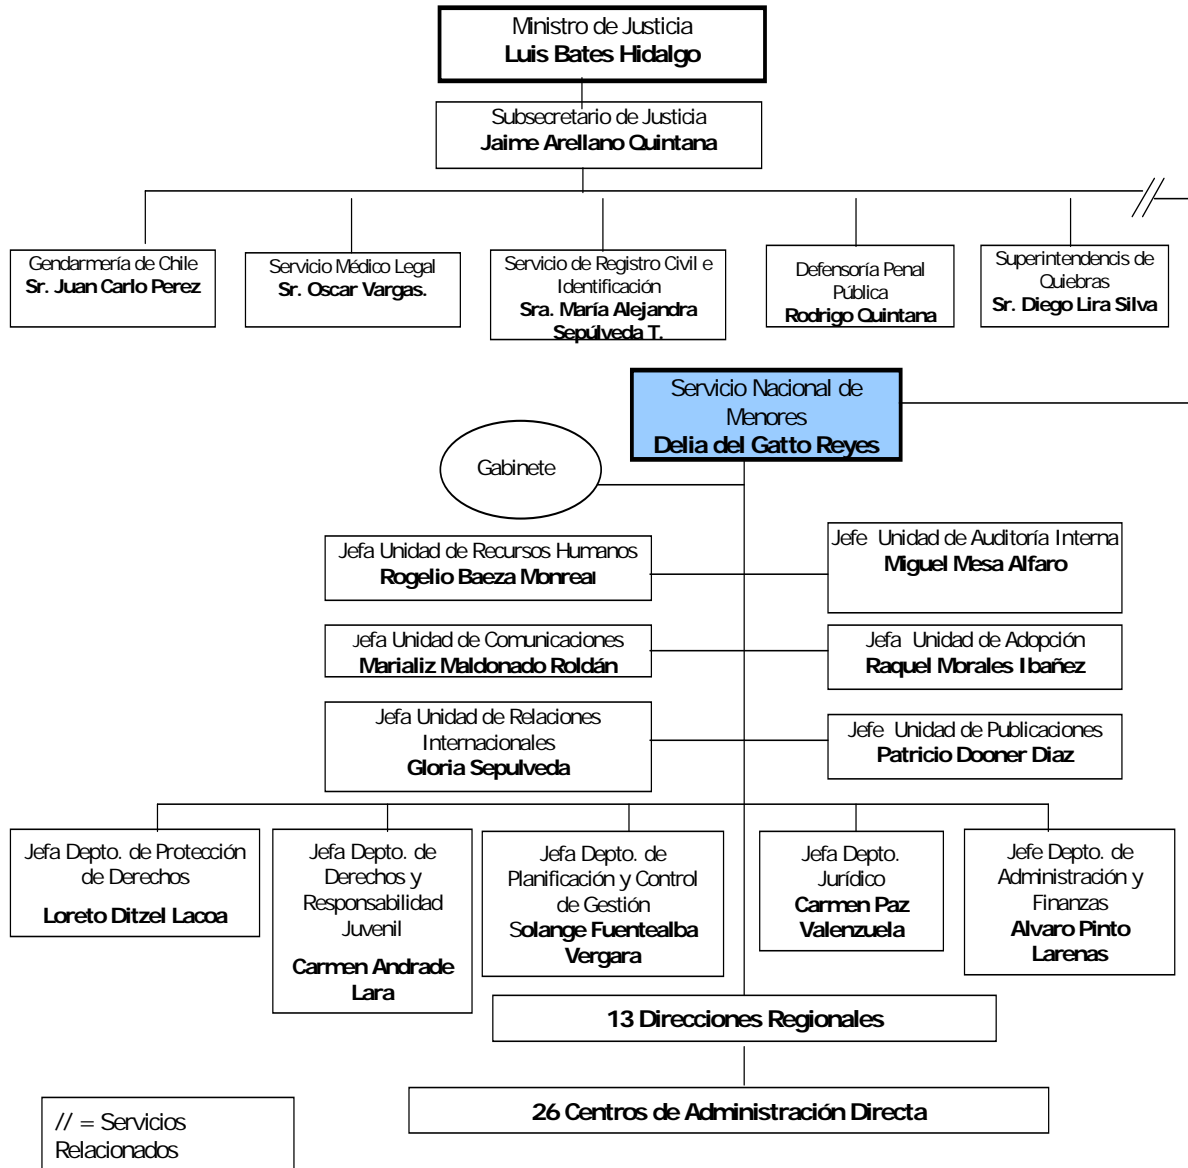 Ministro de Justicia
Luis Bates Hidalgo
Subsecretario de Justicia
Jaime Arellano Quintana
//
Gendarmería de Chile
Sr. Juan Carlo Perez
Servicio Médico Legal
Sr. Oscar Vargas.
Servicio de Registro Civil e
Identificación
Sra. María Alejandra
Sepúlveda T.
Defensoría Penal
Pública
Rodrigo Quintana
Superintendencis de
Quiebras
Sr. Diego Lira Silva
Servicio Nacional de
Menores
Delia del Gatto Reyes
Gabinete
Jefa Unidad de Recursos Humanos
Rogelio Baeza Monreal
Jefe Unidad de Auditoría Interna
Miguel Mesa Alfaro
Jefa Unidad de Comunicaciones
Marializ Maldonado Roldán
Jefa Unidad de Adopción
Raquel Morales Ibañez
Jefa Unidad de Relaciones
Internacionales
Gloria Sepulveda
Jefe Unidad de Publicaciones
Patricio Dooner Diaz
Jefa Depto. de Protección
de Derechos
Loreto Ditzel Lacoa
Jefa Depto. de
Derechos y
Responsabilidad
Juvenil
Carmen Andrade
Lara
Jefa Depto. de
Planificación y Control
de Gestión
Solange Fuentealba
Vergara
Jefa Depto.
Jurídico
Carmen Paz
Valenzuela
Jefe Depto. de
Administración y
Finanzas
Alvaro Pinto
Larenas
13 Direcciones Regionales
26 Centros de Administración Directa
// = Servicios
Relacionados